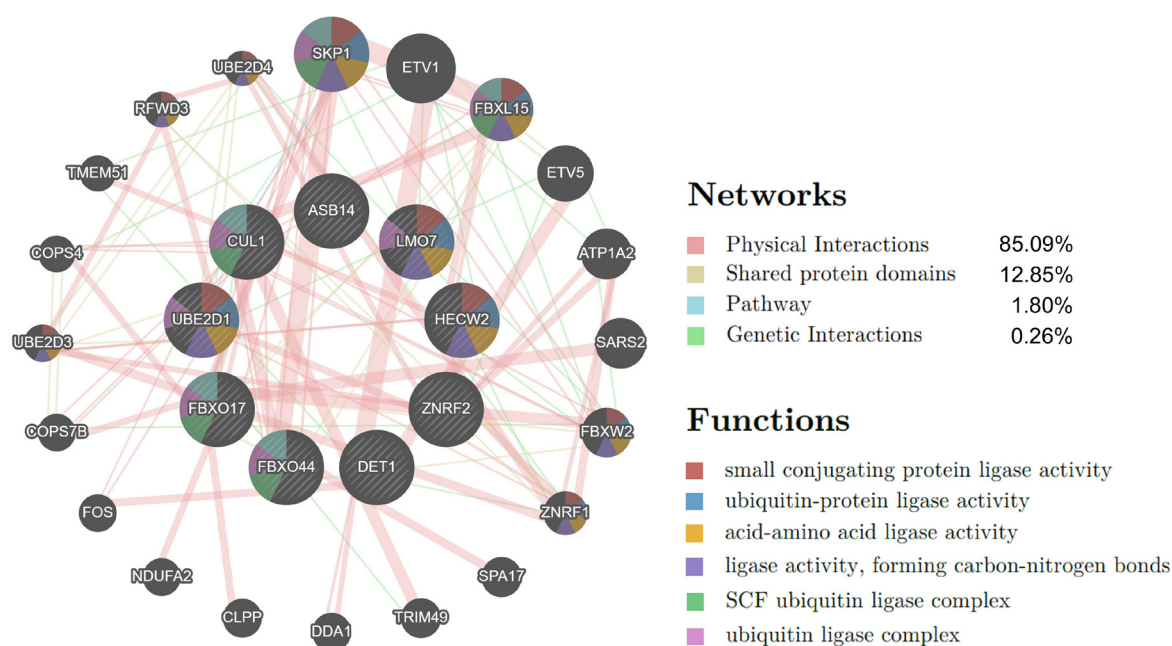 SKP1
ETV1
UBE2D4
FBXL15
RFWD3
TMEM51
ETV5
ASB14
CUL1
LMO7
COPS4
ATP1A2
UBE2D1
HECW2
UBE2D3
SARS2
FBXO17
ZNRF2
COPS7B
FBXW2
FBXO44
DET1
FOS
ZNRF1
NDUFA2
SPA17
CLPP
DDA1
TRIM49
Networks
Physical Interactions 85.09%
Shared protein domains 12.85%
Pathway 1.80%
Genetic Interactions 0.26%
Functions
small conjugating protein ligase activity
ubiquitin-protein ligase activity
acid-amino acid ligase activity
ligase activity, forming carbon-nitrogen bonds
SCF ubiquitin ligase complex
ubiquitin ligase complex